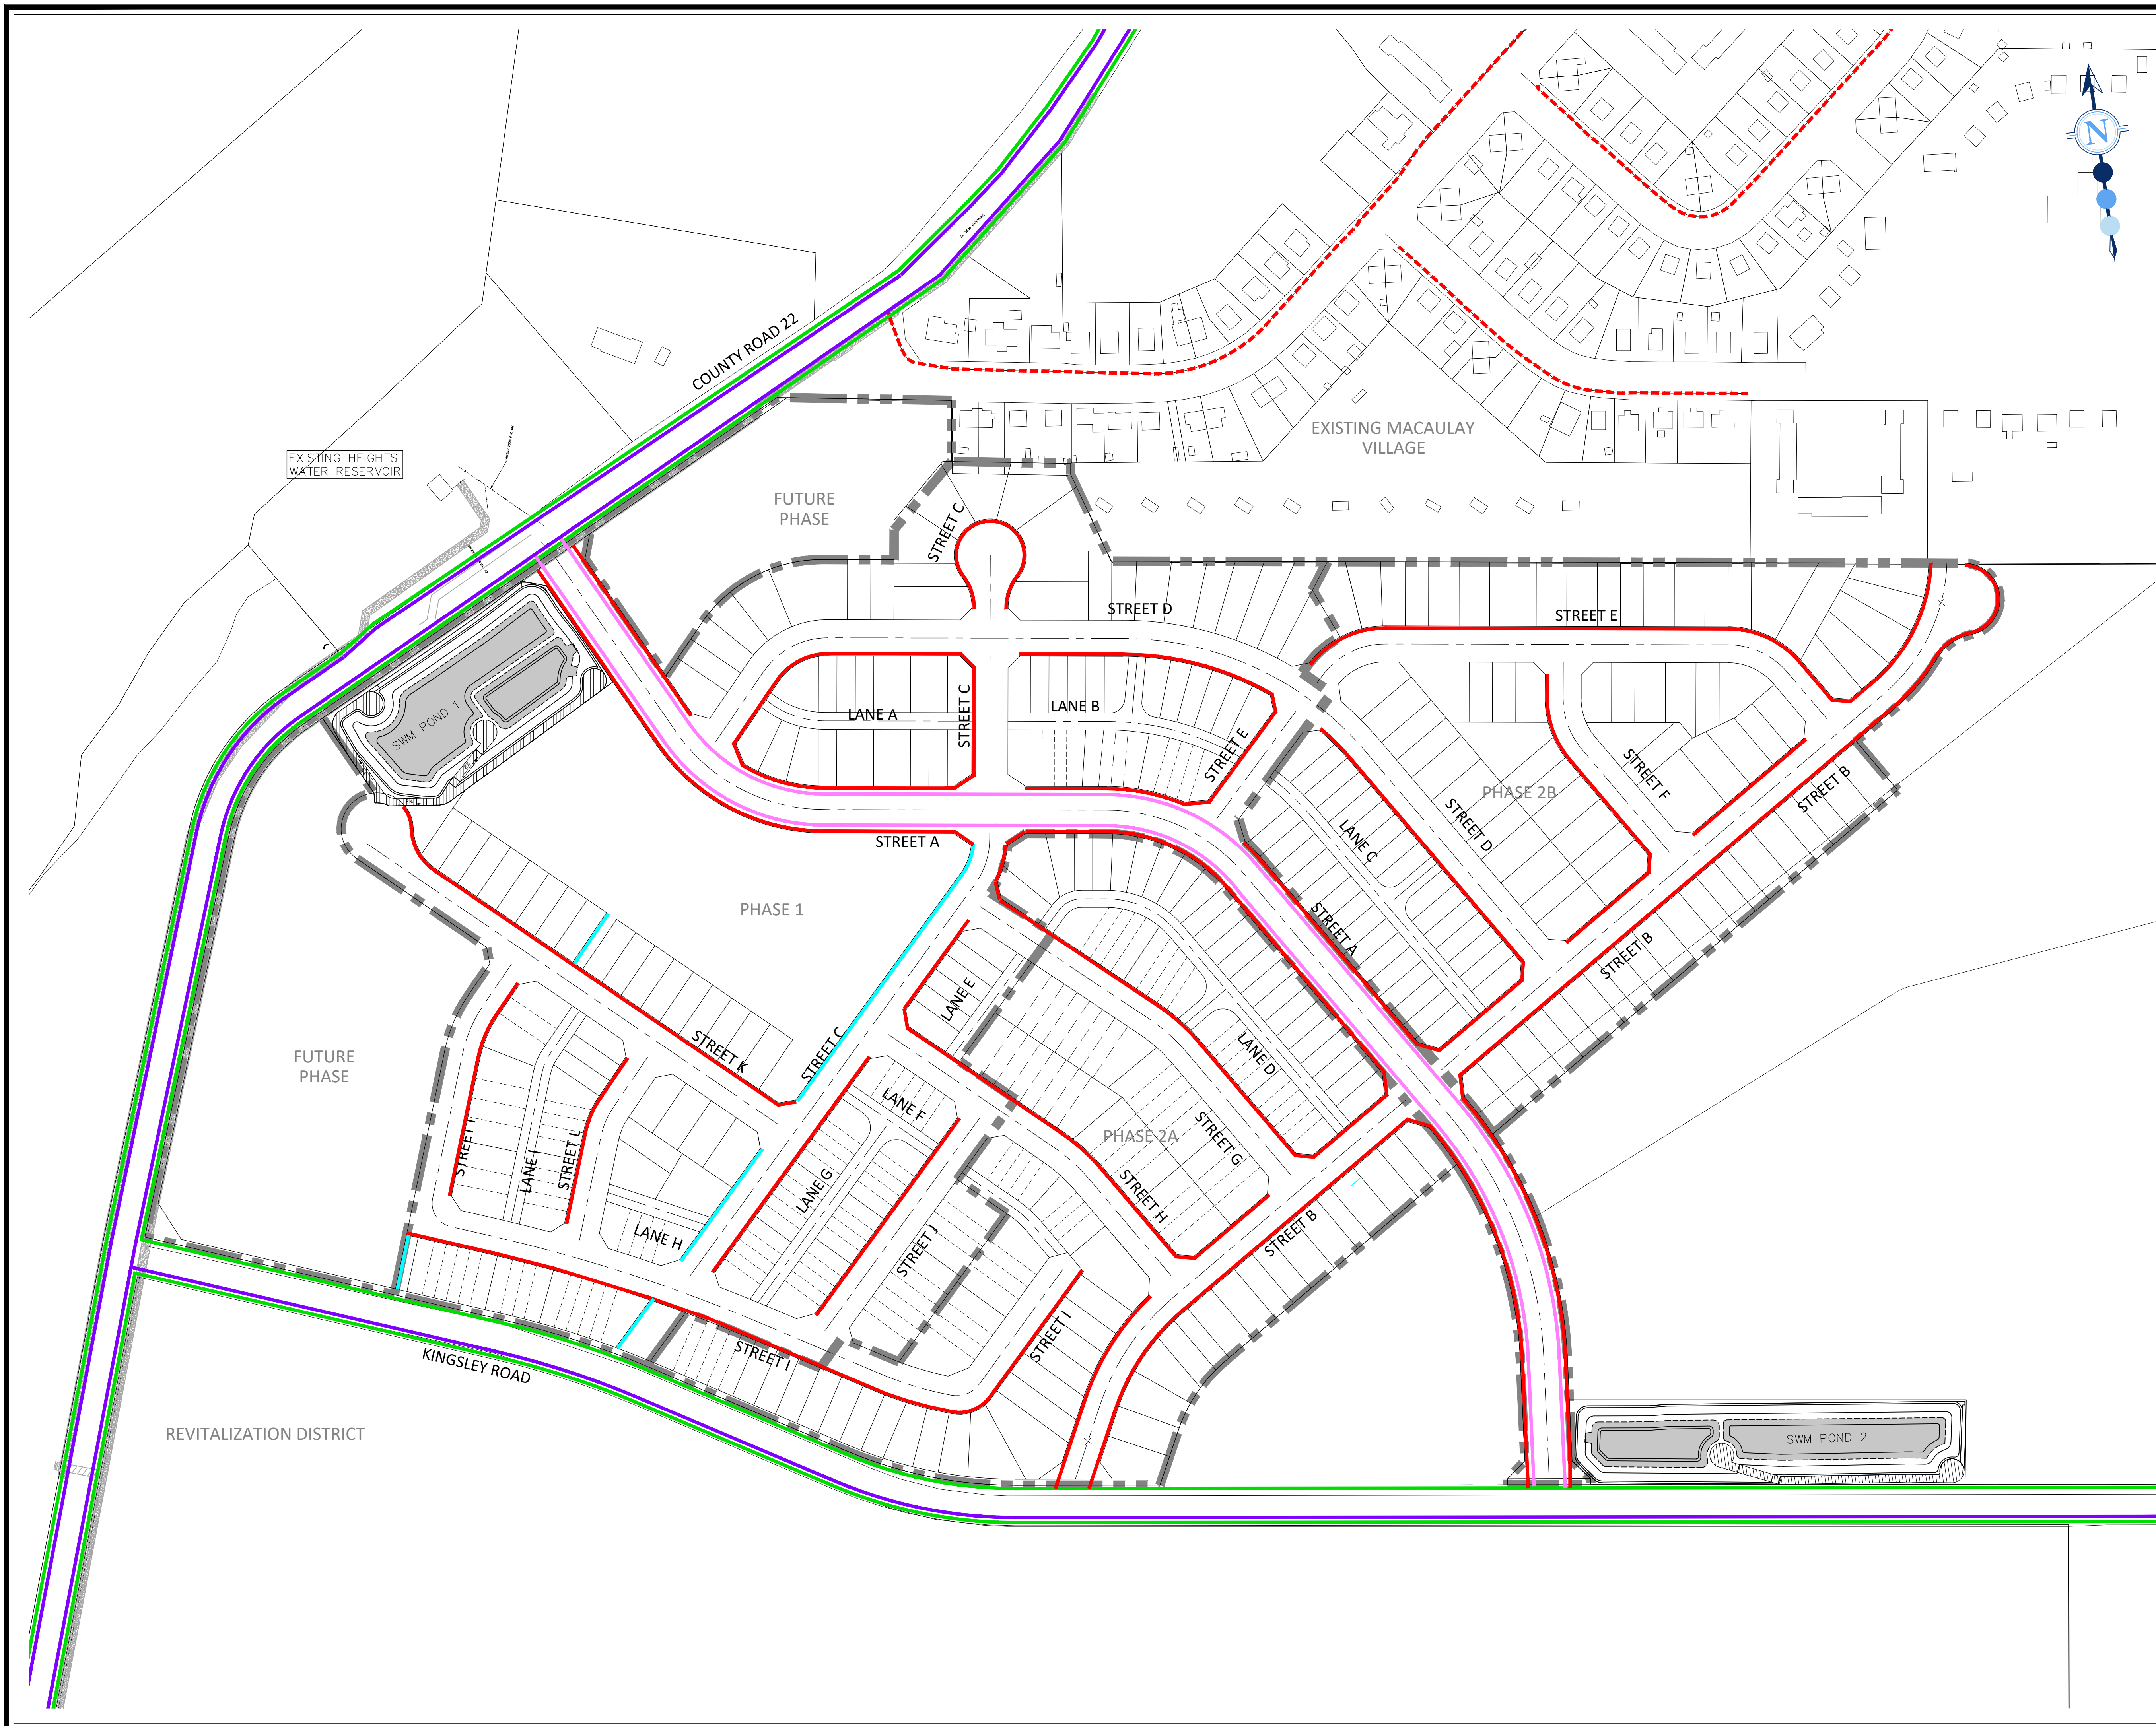 N
COUNTY ROAD 22
EXISTING MACAULAY
VILLAGE
EXISTING HEIGHTS
WATER RESERVOIR
FUTURE
PHASE
STREET C
STREET D
STREET E
SWM POND 1
LANE A
STREET C
LANE B
STREET E
STREET F
PHASE 2B
STREET B
STREET D
LANE C
STREET A
PHASE 1
STREET A
STREET B
LANE E
STREET K
STREET C
LANE D
FUTURE
PHASE
LANE F
PHASE 2A
STREET G
STREET I
LANE I
STREET L
LANE G
STREET H
LANE H
STREET J
STREET B
STREET I
STREET I
KINGSLEY ROAD
REVITALIZATION DISTRICT
SWM POND 2